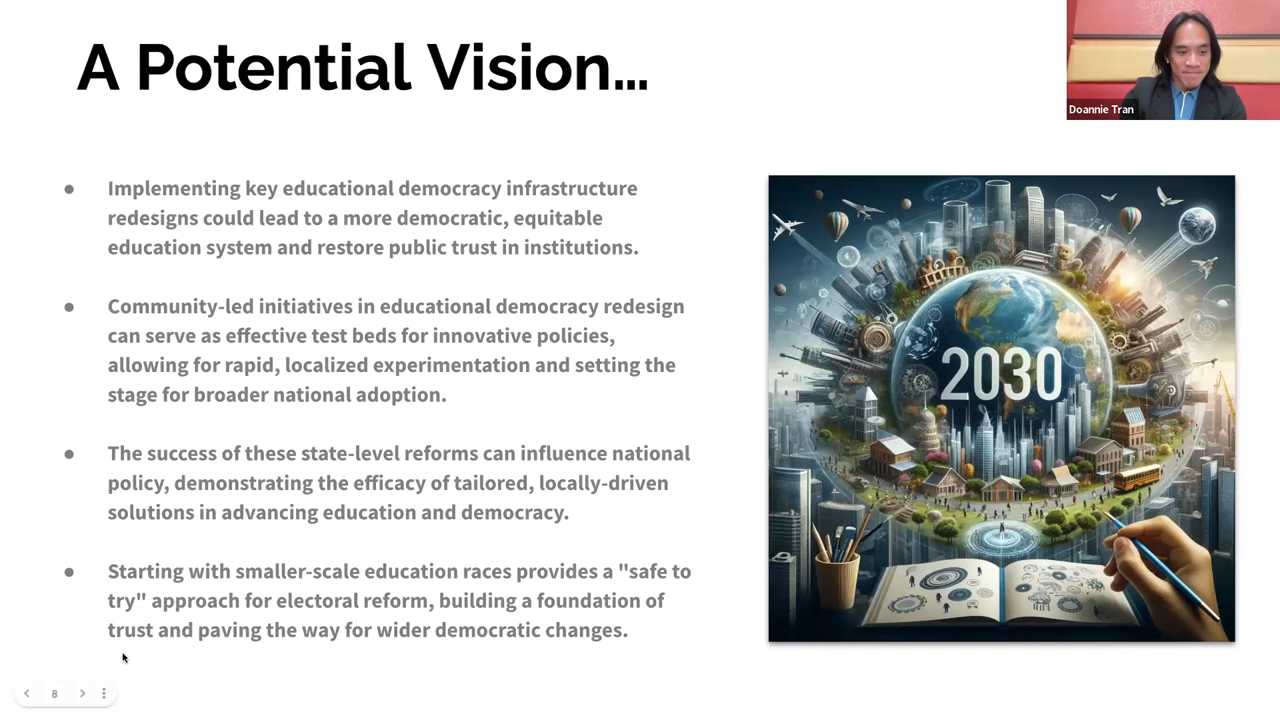 A Potential Vision...
Doannie Tran
● Implementing key educational democracy infrastructure
redesigns could lead to a more democratic, equitable
education system and restore public trust in institutions.
● Community-led initiatives in educational democracy redesign
can serve as effective test beds for innovative policies,
allowing for rapid, localized experimentation and setting the
stage for broader national adoption.
● The success of these state-level reforms can influence national
policy, demonstrating the efficacy of tailored, locally-driven
solutions in advancing education and democracy.
● Starting with smaller-scale education races provides a "safe to
try" approach for electoral reform, building a foundation of
trust and paving the way for wider democratic changes.
2030
8